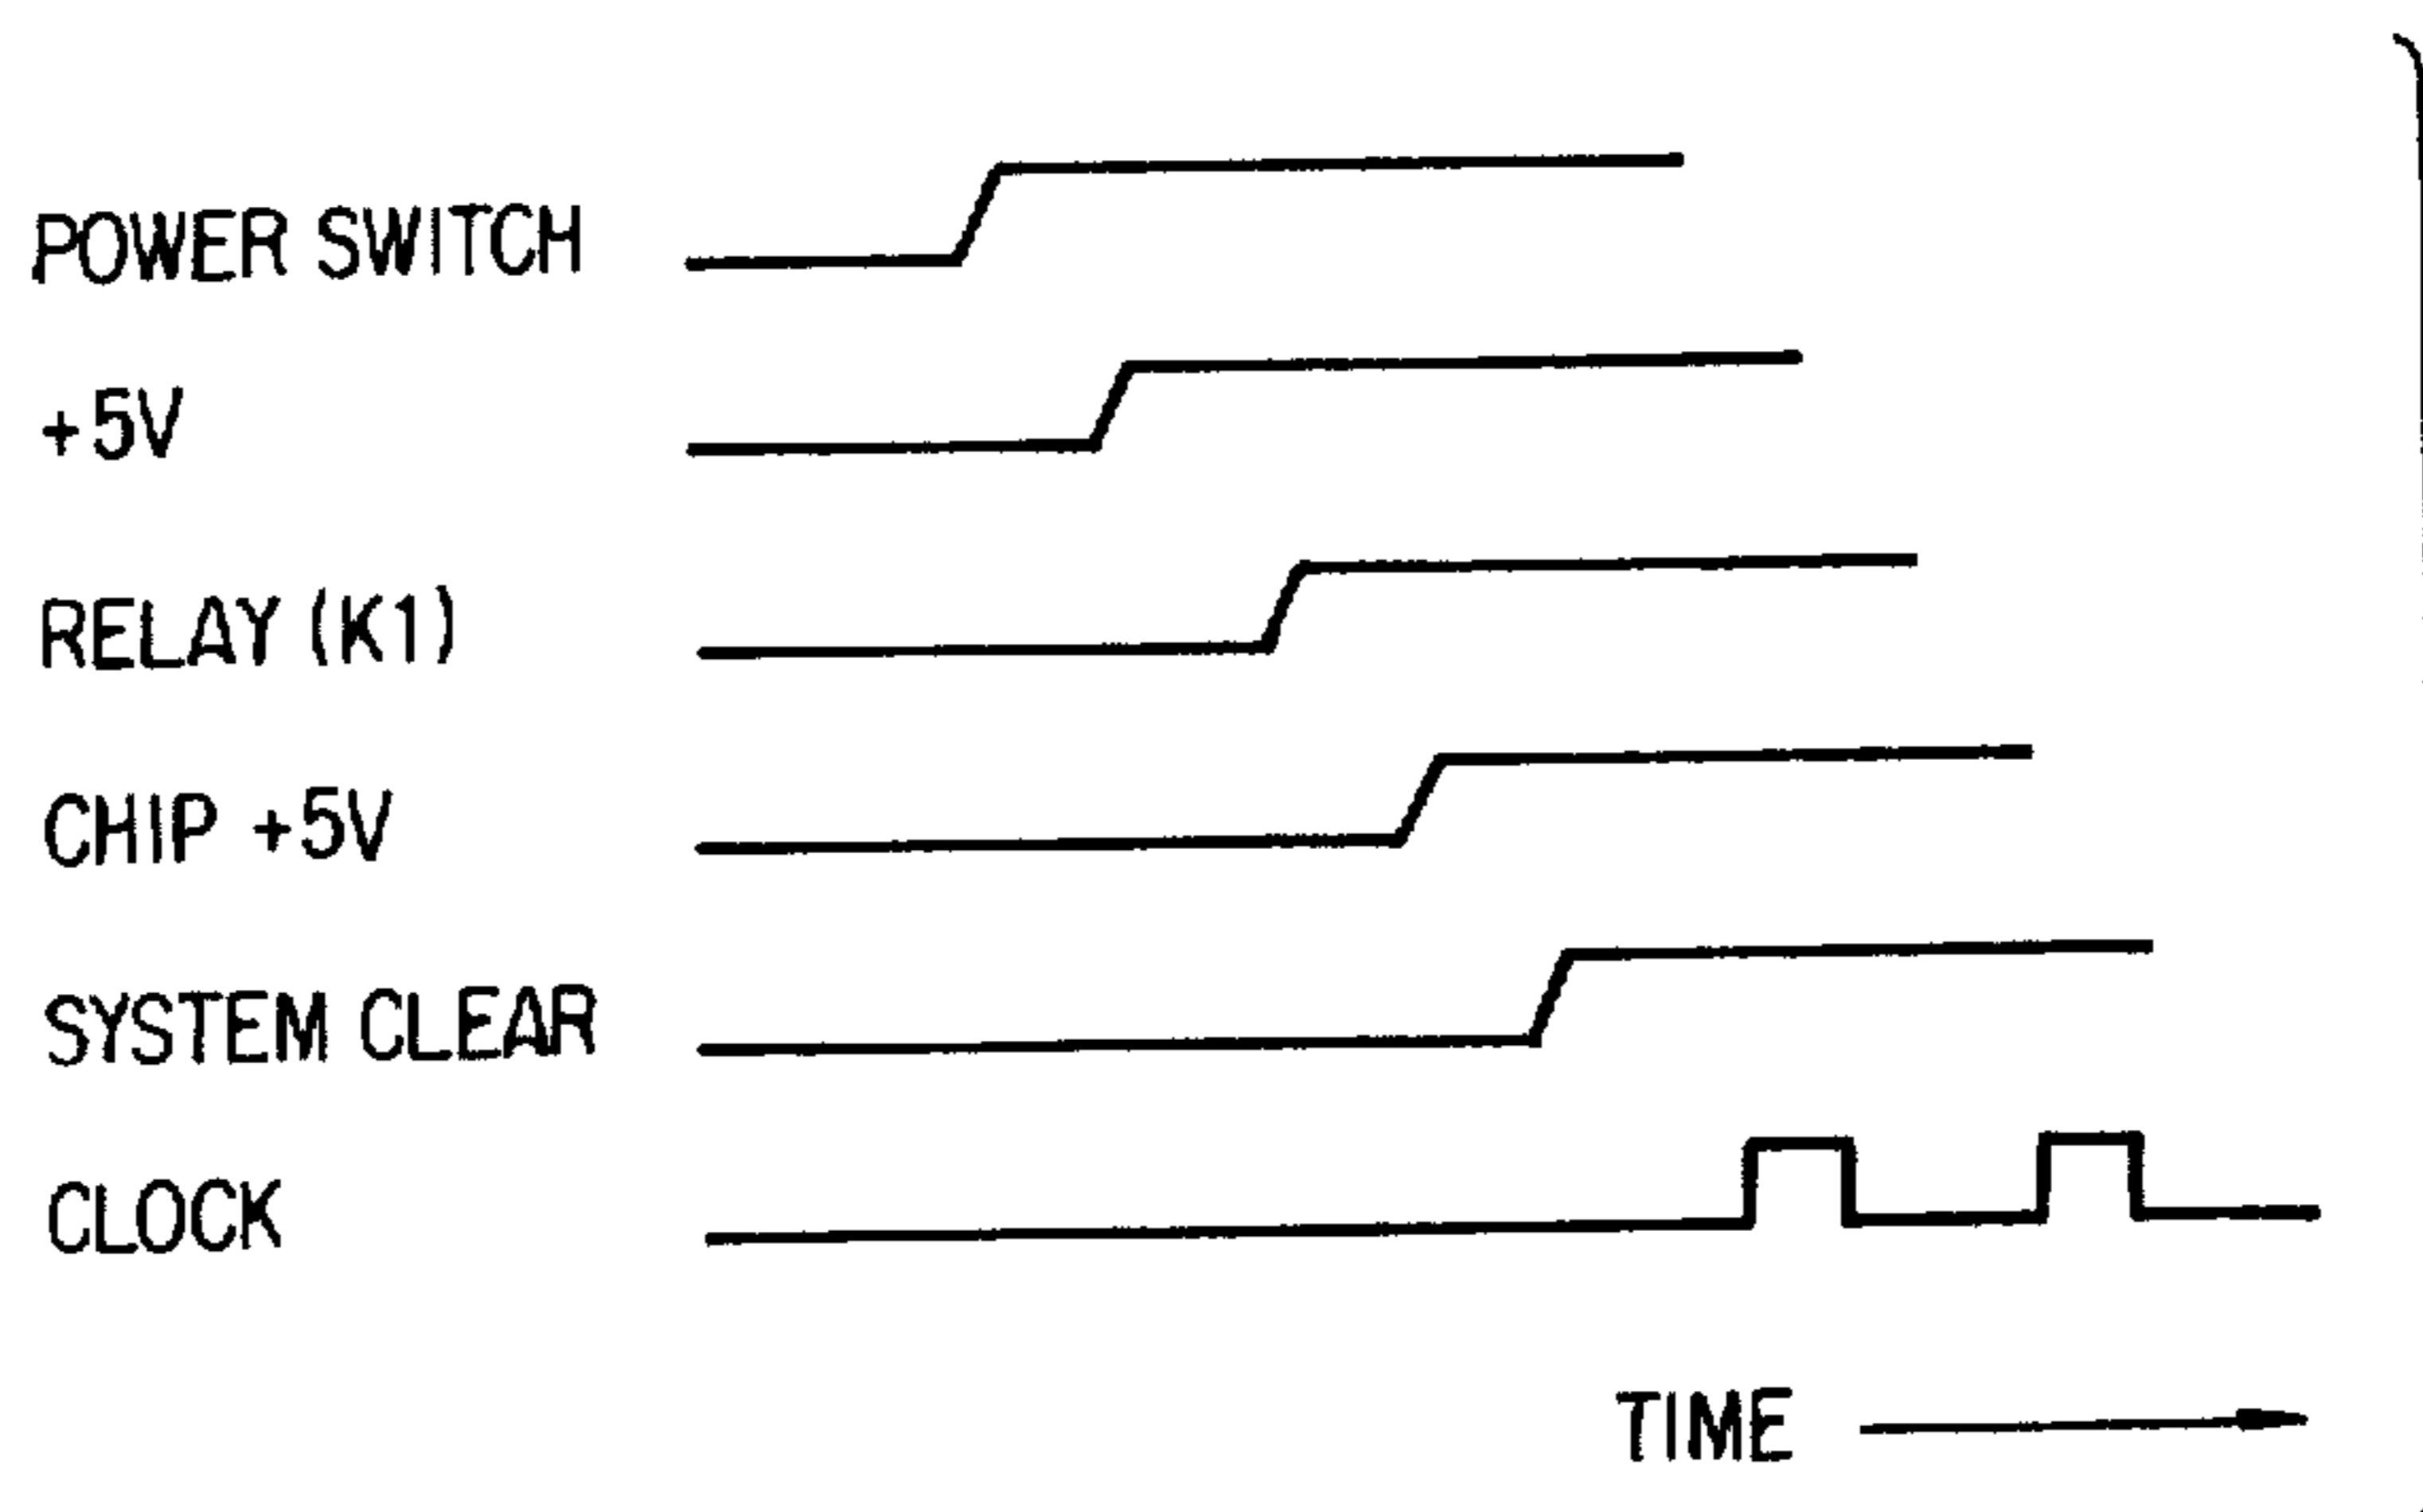 POWER SWITCH
+5V
RELAY (K1)
CHIP +5V
SYSTEM CLEAR
CLOCK
TIME